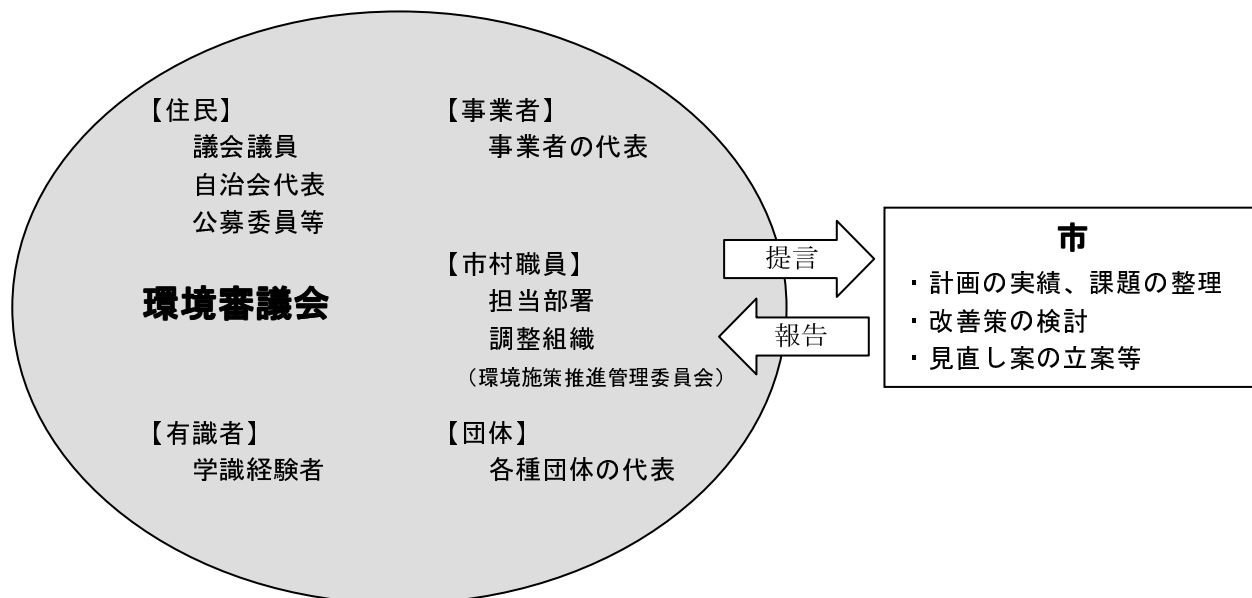 【住民】
議会議員
自治会代表
公募委員等
【事業者】
事業者の代表
環境審議会
【市村職員】
担当部署
調整組織
（環境施策推進管理委員会）
【有識者】
学識経験者
【団体】
各種団体の代表
提言
報告
市
・計画の実績、課題の整理
・改善策の検討
・見直し案の立案等